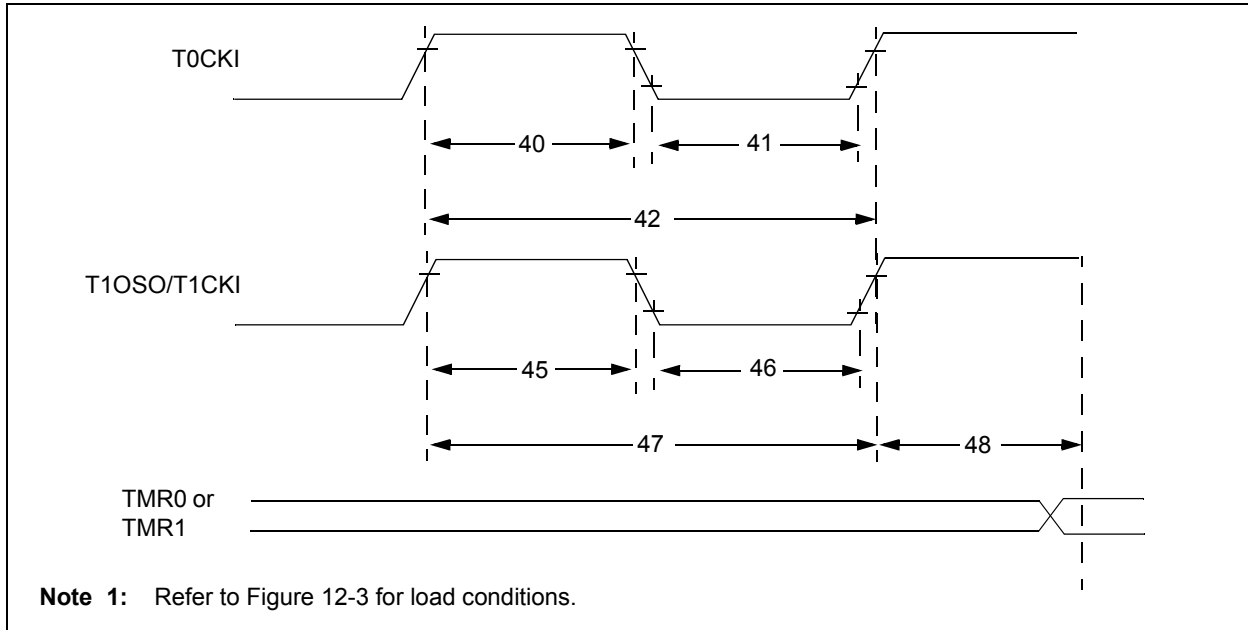 T0CKI
40
41
42
T1OSO/T1CKI
45
46
47
48
TMR0 or
TMR1
Note 1: Refer to Figure 12-3 for load conditions.